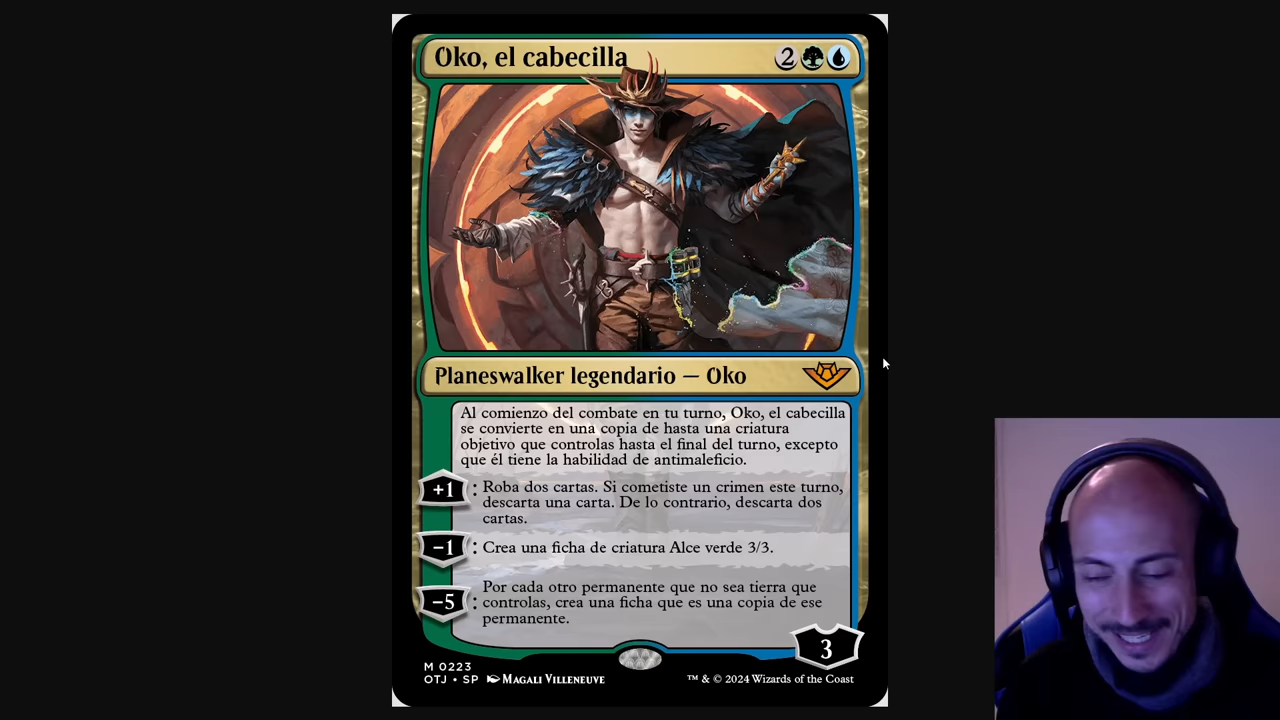 Oko, el cabecilla 2
Planeswalker legendario — Oko
Al comienzo del combate en tu turno, Oko, el cabecilla
se convierte en una copia de hasta una criatura
objetivo que controlas hasta el final del turno, excepto
que él tiene la habilidad de antimaleficio.
+1 : Roba dos cartas. Si cometiste un crimen este turno,
descarta una carta. De lo contrario, descarta dos
cartas.
−1 : Crea una ficha de criatura Alce verde 3/3.
Por cada otro permanente que no sea tierra que
−5 : controlas, crea una ficha que es una copia de ese
permanente.
3
M 0223
OTJ • SP MAGALI VILLENEUVE ™ & © 2024 Wizards of the Coast